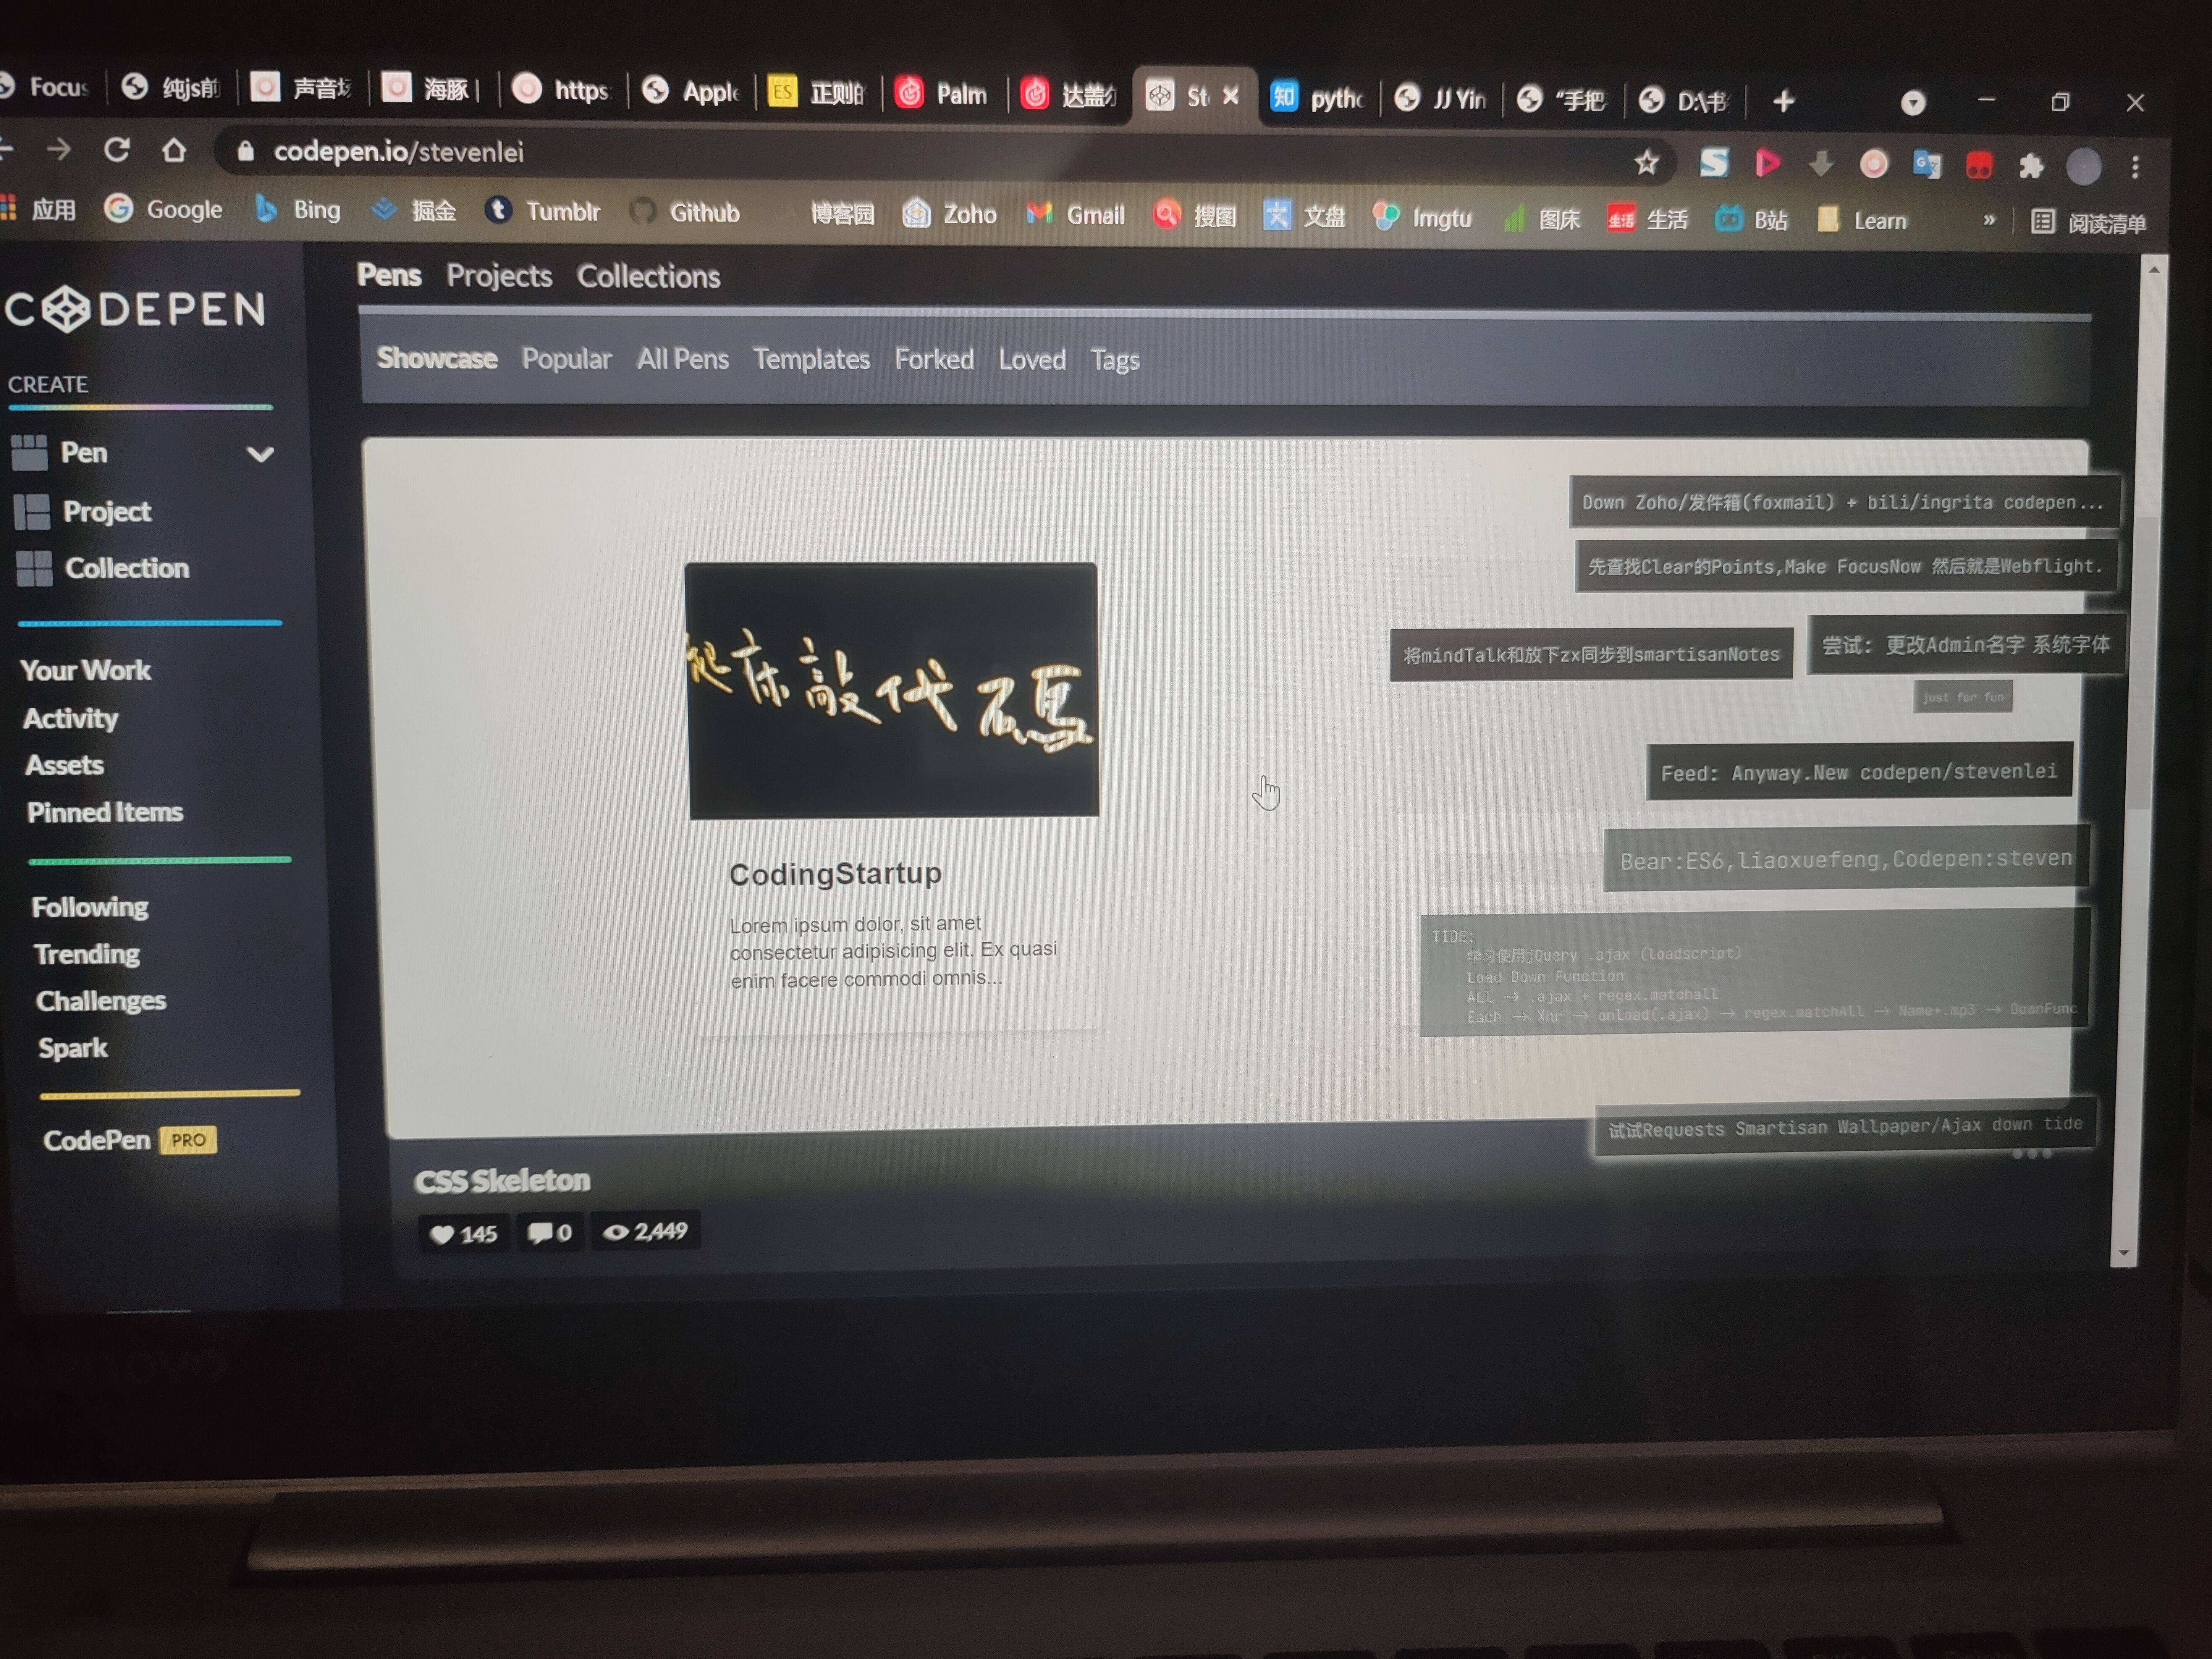 Focus
纯js前
声音场
海豚 |
https
Apple
ES 正则的
Palm
达盖尔
St
知 pytho
JJ Yin
“手把
D:\书
codepen.io/stevenlei
应用
Google
Bing
掘金
Tumblr
Github
博客园
Zoho
Gmail
搜图
文盘
Imgtu
图床
生活 生活
B站
Learn
»
阅读清单
CODEPEN
CREATE
Pen
Project
Collection
Your Work
Activity
Assets
Pinned Items
Following
Trending
Challenges
Spark
CodePen PRO
Pens Projects Collections
Showcase Popular All Pens Templates Forked Loved Tags
起床敲代碼
CodingStartup
Lorem ipsum dolor, sit amet
consectetur adipisicing elit. Ex quasi
enim facere commodi omnis...
Down Zoho/发件箱(foxmail) + bili/ingrita codepen...
先查找Clear的Points,Make FocusNow 然后就是Webflight.
将mindTalk和放下zx同步到smartisanNotes
尝试: 更改Admin名字 系统字体
just for fun
Feed: Anyway.New codepen/stevenlei
Bear:ES6,liaoxuefeng,Codepen:steven
TIDE:
学习使用jQuery .ajax (loadscript)
Load Down Function
ALL → .ajax + regex.matchall
Each → Xhr → onload(.ajax) → regex.matchAll → Name+.mp3 → DownFunc
试试Requests Smartisan Wallpaper/Ajax down tide
CSS Skeleton
145 0 2,449
Lenovo